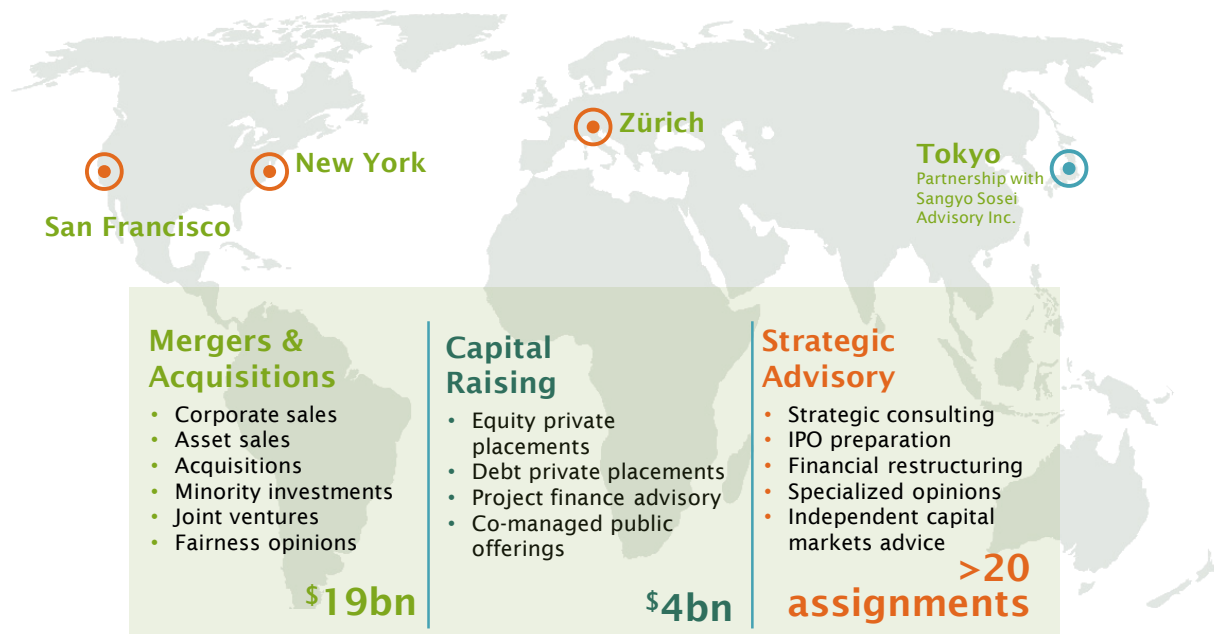 Zürich
New York
San Francisco
Tokyo
Partnership with
Sangyo Sosei
Advisory Inc.
Mergers &
Acquisitions
• Corporate sales
• Asset sales
• Acquisitions
• Minority investments
• Joint ventures
• Fairness opinions
$19bn
Capital
Raising
• Equity private
placements
• Debt private placements
• Project finance advisory
• Co-managed public
offerings
$4bn
Strategic
Advisory
• Strategic consulting
• IPO preparation
• Financial restructuring
• Specialized opinions
• Independent capital
markets advice
>20
assignments